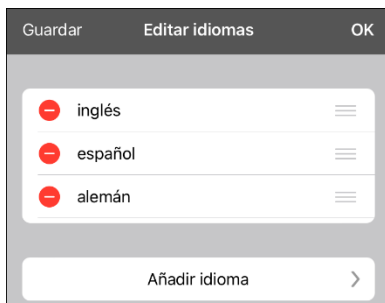 Guardar Editar idiomas OK
inglés
español
alemán
Añadir idioma